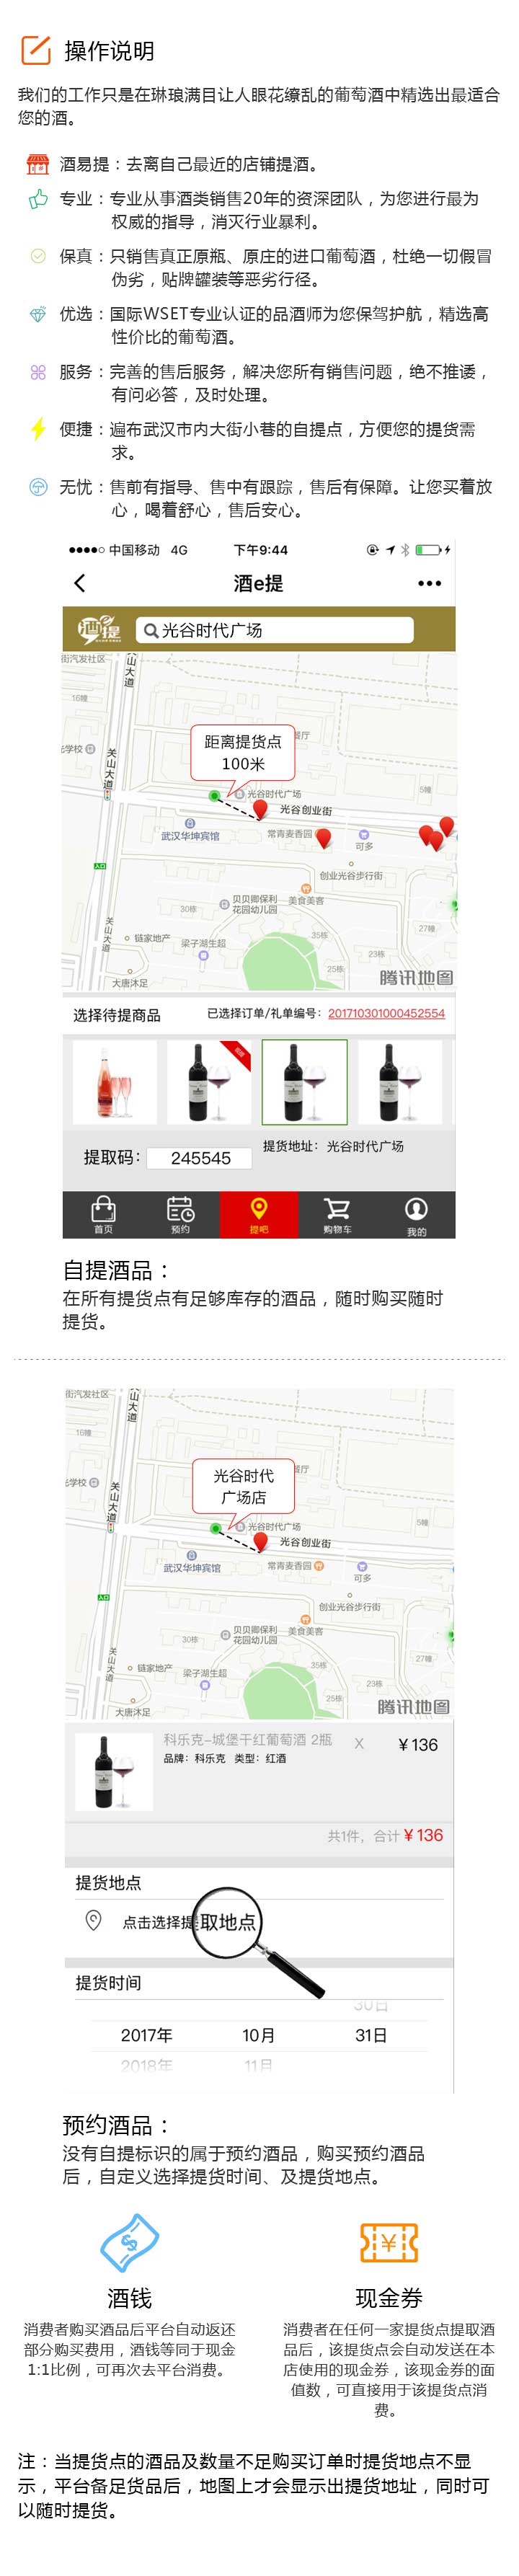 操作说明
我们的工作只是在琳琅满目让人眼花缭乱的葡萄酒中精选出最适合
您的酒。
酒易提：去离自己最近的店铺提酒。
专业：专业从事酒类销售20年的资深团队，为您进行最为
权威的指导，消灭行业暴利。
保真：只销售真正原瓶、原庄的进口葡萄酒，杜绝一切假冒
伪劣，贴牌罐装等恶劣行径。
优选：国际WSET专业认证的品酒师为您保驾护航，精选高
性价比的葡萄酒。
服务：完善的售后服务，解决您所有销售问题，绝不推诿，
有问必答，及时处理。
便捷：遍布武汉市内大街小巷的自提点，方便您的提货需
求。
无忧：售前有指导、售中有跟踪，售后有保障。让您买着放
心，喝着舒心，售后安心。
中国移动 4G 下午9:44
酒e提
酒e提 光谷时代广场
街汽发社区
山大道
16幢
餐厅
学校
关山大道
距离提货点
100米
5幢
光谷时代广场
光谷创业街
武汉华坤宾馆
常青麦香园
可多
入口
创业光谷步行街
贝贝卿保利
花园幼儿园
美食美客
30栋
27幢
关山大道
链家地产
梁子湖生超
35栋
23栋
25栋
大唐沐足
腾讯地图
选择待提商品 已选择订单/礼单编号：201710301000452554
提取码： 245545 提货地址： 光谷时代广场
首页 预约 提吧 购物车 我的
自提酒品：
在所有提货点有足够库存的酒品，随时购买随时
提货。
街汽发社区
山大道
16幢
餐厅
学校
关山大道
光谷时代
广场店
5幢
光谷时代广场
光谷创业街
武汉华坤宾馆
常青麦香园
可多
入口
创业光谷步行街
贝贝卿保利
花园幼儿园
美食美客
30栋
27幢
关山大道
链家地产
梁子湖生超
35栋
23栋
25栋
大唐沐足
腾讯地图
科乐克-城堡干红葡萄酒 2瓶 X ¥136
品牌：科乐克 类型：红酒
共1件，合计 ¥136
提货地点
点击选择提取地点
提货时间
30日
2017年 10月 31日
2018年 11月
预约酒品：
没有自提标识的属于预约酒品，购买预约酒品
后，自定义选择提货时间、及提货地点。
酒钱
消费者购买酒品后平台自动返还
部分购买费用，酒钱等同于现金
1:1比例，可再次去平台消费。
现金券
消费者在任何一家提货点提取酒
品后，该提货点会自动发送在本
店使用的现金券，该现金券的面
值数，可直接用于该提货点消
费。
注：当提货点的酒品及数量不足购买订单时提货地点不显
示，平台备足货品后，地图上才会显示出提货地址，同时可
以随时提货。